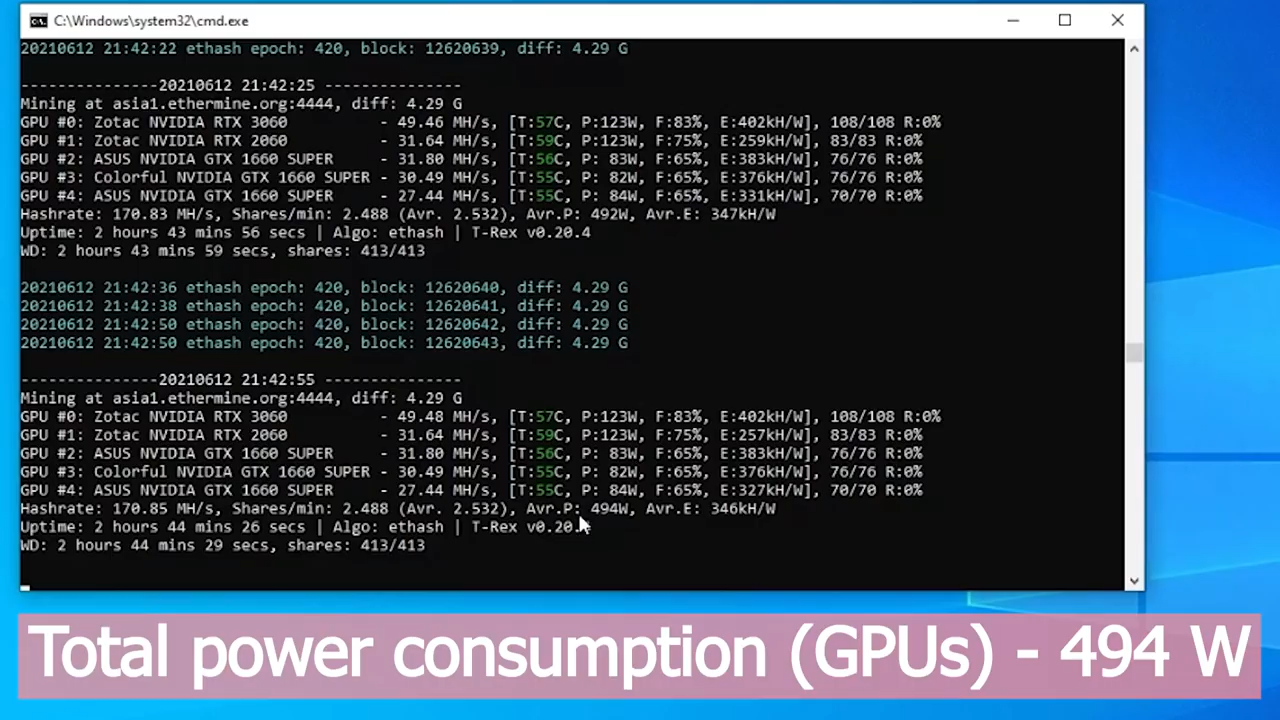 C:\Windows\system32\cmd.exe
20210612 21:42:22 ethash epoch: 420, block: 12620639, diff: 4.29 G
---------------20210612 21:42:25 ---------------
Mining at asia1.ethermine.org:4444, diff: 4.29 G
GPU #0: Zotac NVIDIA RTX 3060 - 49.46 MH/s, [T:57C, P:123W, F:83%, E:402kH/W], 108/108 R:0%
GPU #1: Zotac NVIDIA RTX 2060 - 31.64 MH/s, [T:59C, P:123W, F:75%, E:259kH/W], 83/83 R:0%
GPU #2: ASUS NVIDIA GTX 1660 SUPER - 31.80 MH/s, [T:56C, P: 83W, F:65%, E:383kH/W], 76/76 R:0%
GPU #3: Colorful NVIDIA GTX 1660 SUPER - 30.49 MH/s, [T:55C, P: 82W, F:65%, E:376kH/W], 76/76 R:0%
GPU #4: ASUS NVIDIA GTX 1660 SUPER - 27.44 MH/s, [T:55C, P: 84W, F:65%, E:331kH/W], 70/70 R:0%
Hashrate: 170.83 MH/s, Shares/min: 2.488 (Avr. 2.532), Avr.P: 492W, Avr.E: 347kH/W
Uptime: 2 hours 43 mins 56 secs | Algo: ethash | T-Rex v0.20.4
WD: 2 hours 43 mins 59 secs, shares: 413/413
20210612 21:42:36 ethash epoch: 420, block: 12620640, diff: 4.29 G
20210612 21:42:38 ethash epoch: 420, block: 12620641, diff: 4.29 G
20210612 21:42:50 ethash epoch: 420, block: 12620642, diff: 4.29 G
20210612 21:42:50 ethash epoch: 420, block: 12620643, diff: 4.29 G
---------------20210612 21:42:55 ---------------
Mining at asia1.ethermine.org:4444, diff: 4.29 G
GPU #0: Zotac NVIDIA RTX 3060 - 49.48 MH/s, [T:57C, P:123W, F:83%, E:402kH/W], 108/108 R:0%
GPU #1: Zotac NVIDIA RTX 2060 - 31.64 MH/s, [T:59C, P:123W, F:75%, E:257kH/W], 83/83 R:0%
GPU #2: ASUS NVIDIA GTX 1660 SUPER - 31.80 MH/s, [T:56C, P: 83W, F:65%, E:383kH/W], 76/76 R:0%
GPU #3: Colorful NVIDIA GTX 1660 SUPER - 30.49 MH/s, [T:55C, P: 82W, F:65%, E:376kH/W], 76/76 R:0%
GPU #4: ASUS NVIDIA GTX 1660 SUPER - 27.44 MH/s, [T:55C, P: 84W, F:65%, E:327kH/W], 70/70 R:0%
Hashrate: 170.85 MH/s, Shares/min: 2.488 (Avr. 2.532), Avr.P: 494W, Avr.E: 346kH/W
Uptime: 2 hours 44 mins 26 secs | Algo: ethash | T-Rex v0.20.
WD: 2 hours 44 mins 29 secs, shares: 413/413
Total power consumption (GPUs) - 494 W